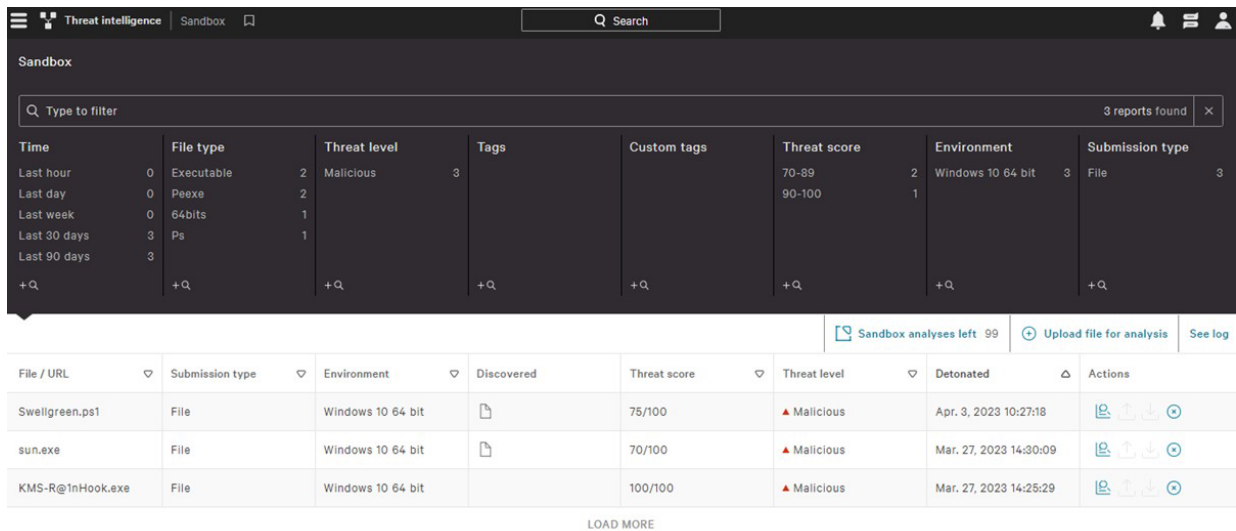 Threat intelligence Sandbox Search
Sandbox
Type to filter 3 reports found
Time File type Threat level Tags Custom tags Threat score Environment Submission type
Last hour 0 Executable 2 Malicious 3 70-89 2 Windows 10 64 bit 3 File 3
Last day 0 Peexe 2 90-100 1
Last week 0 64bits 1
Last 30 days 3 Ps 1
Last 90 days 3
+ + + + + + + +
Sandbox analyses left 99 Upload file for analysis See log
File / URL Submission type Environment Discovered Threat score Threat level Detonated Actions
Swellgreen.ps1 File Windows 10 64 bit 75/100 Malicious Apr. 3, 2023 10:27:18
sun.exe File Windows 10 64 bit 70/100 Malicious Mar. 27, 2023 14:30:09
KMS-R@1nHook.exe File Windows 10 64 bit 100/100 Malicious Mar. 27, 2023 14:25:29
LOAD MORE